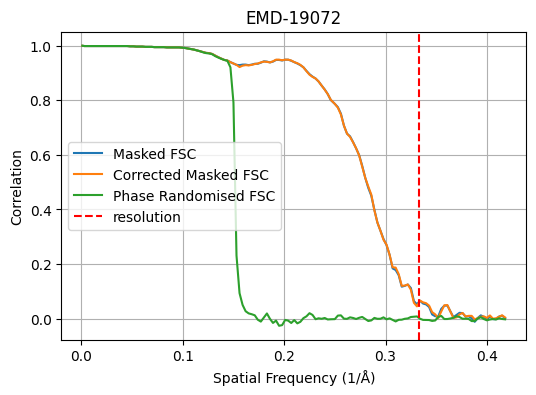 EMD-19072
1.0
0.8
0.6
0.4
0.2
0.0
Correlation
Masked FSC
Corrected Masked FSC
Phase Randomised FSC
resolution
0.0 0.1 0.2 0.3 0.4
Spatial Frequency (1/Å)